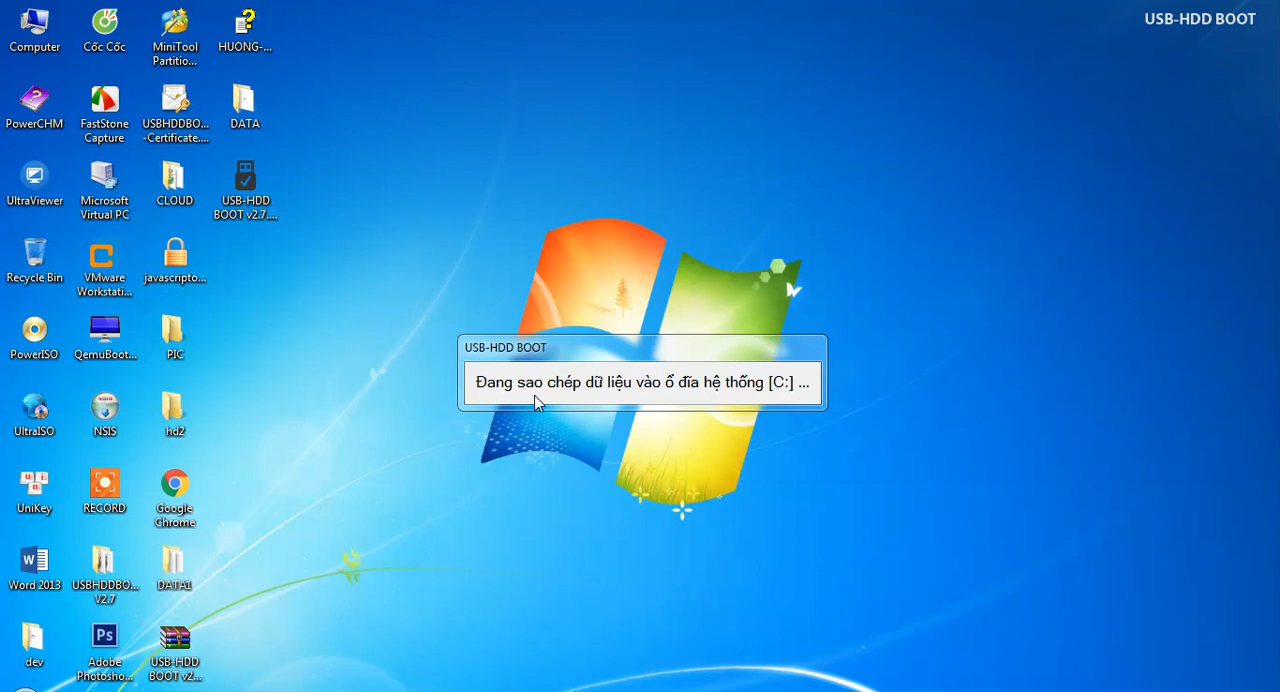 USB-HDD BOOT
Computer
Cốc Cốc
MiniTool
Partitio...
HUONG-...
PowerCHM
FastStone
Capture
USBHDDBO...
-Certificate....
DATA
UltraViewer
Microsoft
Virtual PC
CLOUD
USB-HDD
BOOT v2.7....
Recycle Bin
VMware
Workstati...
javascripto...
PowerISO
QemuBoot...
PIC
USB-HDD BOOT
Đang sao chép dữ liệu vào ổ đĩa hệ thống [C:] ...
UltraISO
NSIS
hd2
UniKey
RECORD
Google
Chrome
Word 2013
USBHDDBO...
V2.7
DATA1
dev
Ps
Adobe
Photosho...
USB-HDD
BOOT v2...